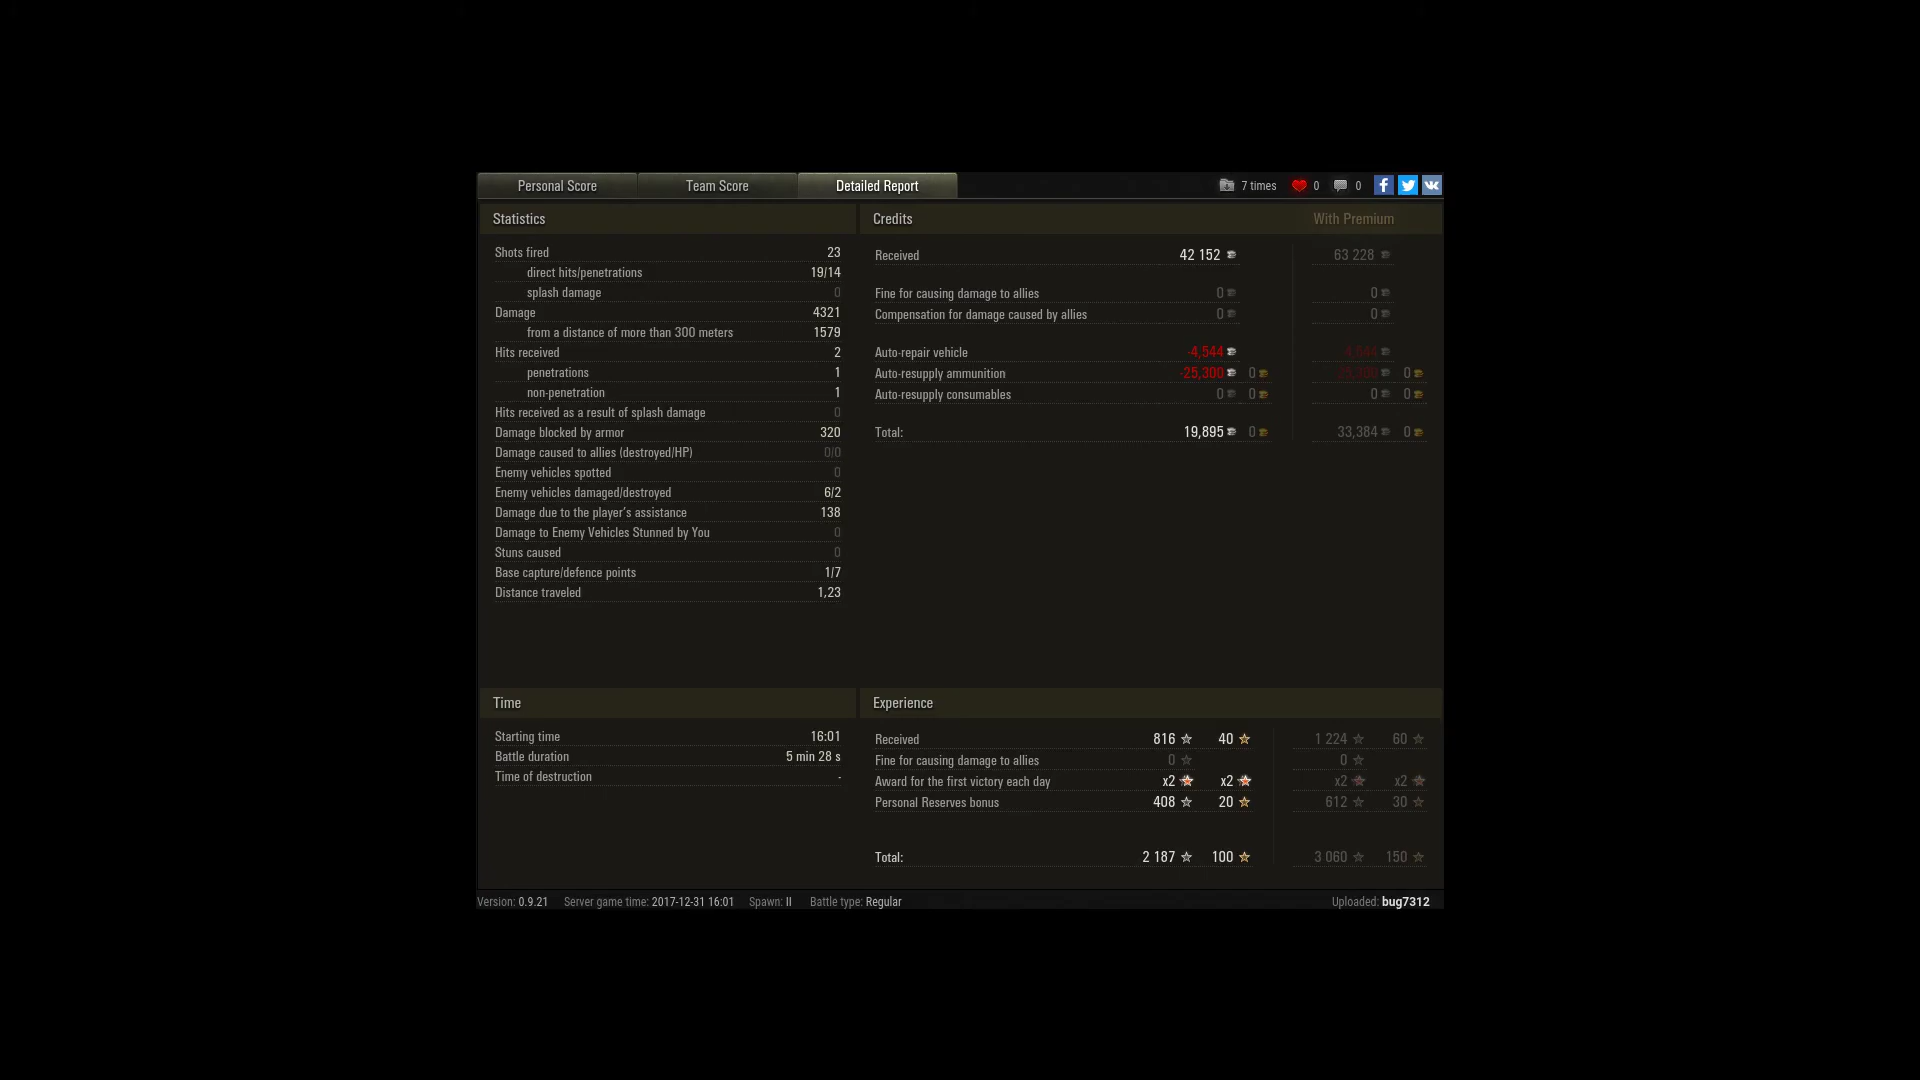 Personal Score Team Score Detailed Report 7 times 0 0
Statistics
Shots fired 23
direct hits/penetrations 19/14
splash damage 0
Damage 4321
from a distance of more than 300 meters 1579
Hits received 2
penetrations 1
non-penetration 1
Hits received as a result of splash damage 0
Damage blocked by armor 320
Damage caused to allies (destroyed/HP) 0/0
Enemy vehicles spotted 0
Enemy vehicles damaged/destroyed 6/2
Damage due to the player's assistance 138
Damage to Enemy Vehicles Stunned by You 0
Stuns caused 0
Base capture/defence points 1/7
Distance traveled 1,23
Credits With Premium
Received 42 152 63 228
Fine for causing damage to allies 0 0
Compensation for damage caused by allies 0 0
Auto-repair vehicle -4,544 -4,544
Auto-resupply ammunition -25,300 0 -25,300 0
Auto-resupply consumables 0 0 0 0
Total: 19,895 0 33,384 0
Time
Starting time 16:01
Battle duration 5 min 28 s
Time of destruction -
Experience
Received 816 40 1 224 60
Fine for causing damage to allies 0 0
Award for the first victory each day x2 x2 x2 x2
Personal Reserves bonus 408 20 612 30
Total: 2 187 100 3 060 150
Version: 0.9.21 Server game time: 2017-12-31 16:01 Spawn: II Battle type: Regular Uploaded: bug7312